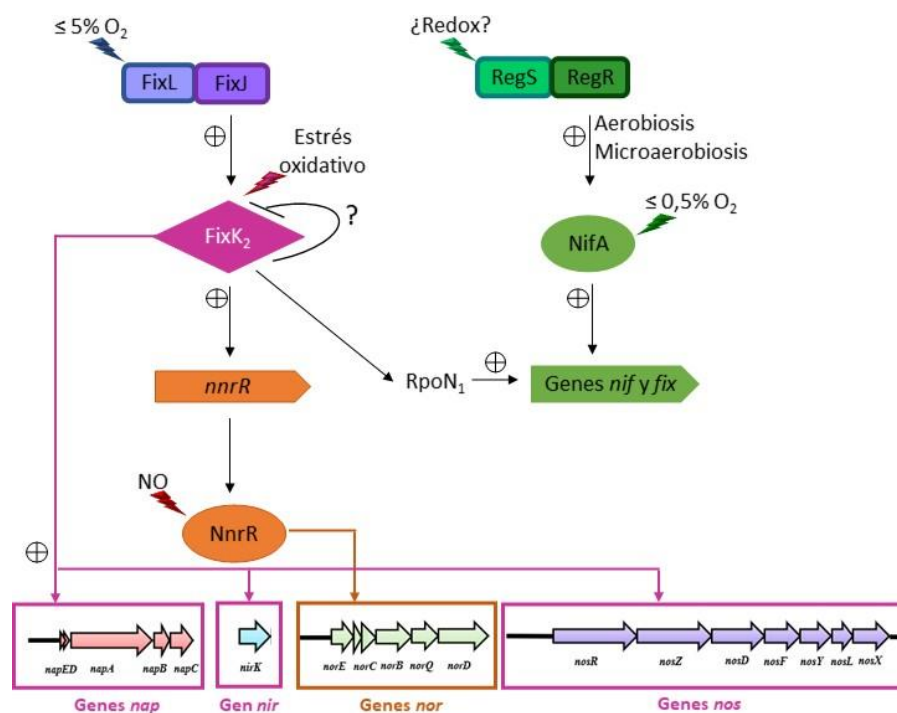 ≤ 5% O₂
¿Redox?
FixL FixJ
RegS RegR
Estrés
oxidativo
Aerobiosis
Microaerobiosis
?
≤ 0,5% O₂
FixK₂
NifA
nnrR
RpoN₁
Genes nif y fix
NO
NnrR
napED napA napB napC
nirK
norE norC norB norQ norD
nosR nosZ nosD nosF nosY nosL nosX
Genes nap
Gen nir
Genes nor
Genes nos